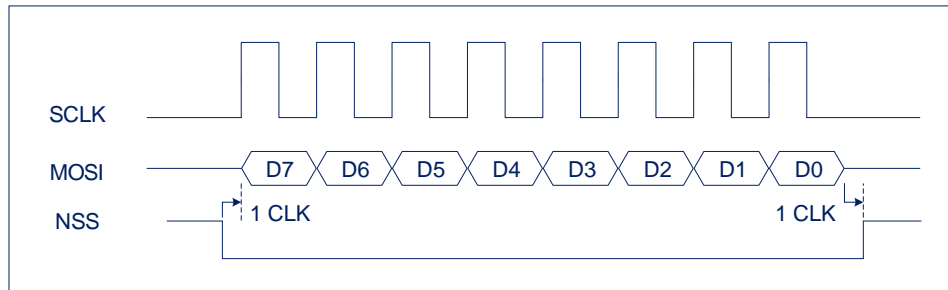 SCLK
MOSI D7 D6 D5 D4 D3 D2 D1 D0
1 CLK 1 CLK
NSS